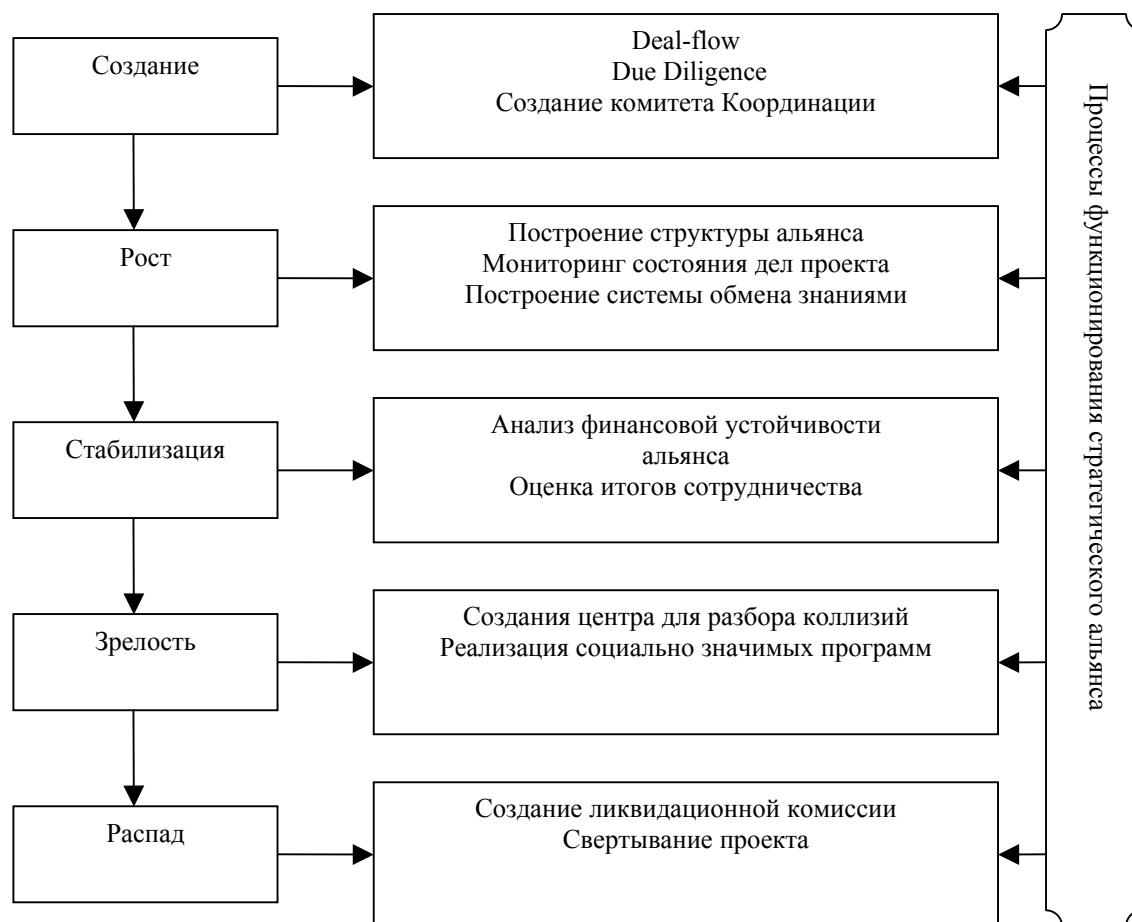 Создание
Deal-flow
Due Diligence
Создание комитета Координации
Рост
Построение структуры альянса
Мониторинг состояния дел проекта
Построение системы обмена знаниями
Стабилизация
Анализ финансовой устойчивости
альянса
Оценка итогов сотрудничества
Зрелость
Создания центра для разбора коллизий
Реализация социально значимых программ
Распад
Создание ликвидационной комиссии
Свертывание проекта
Процессы функционирования стратегического альянса